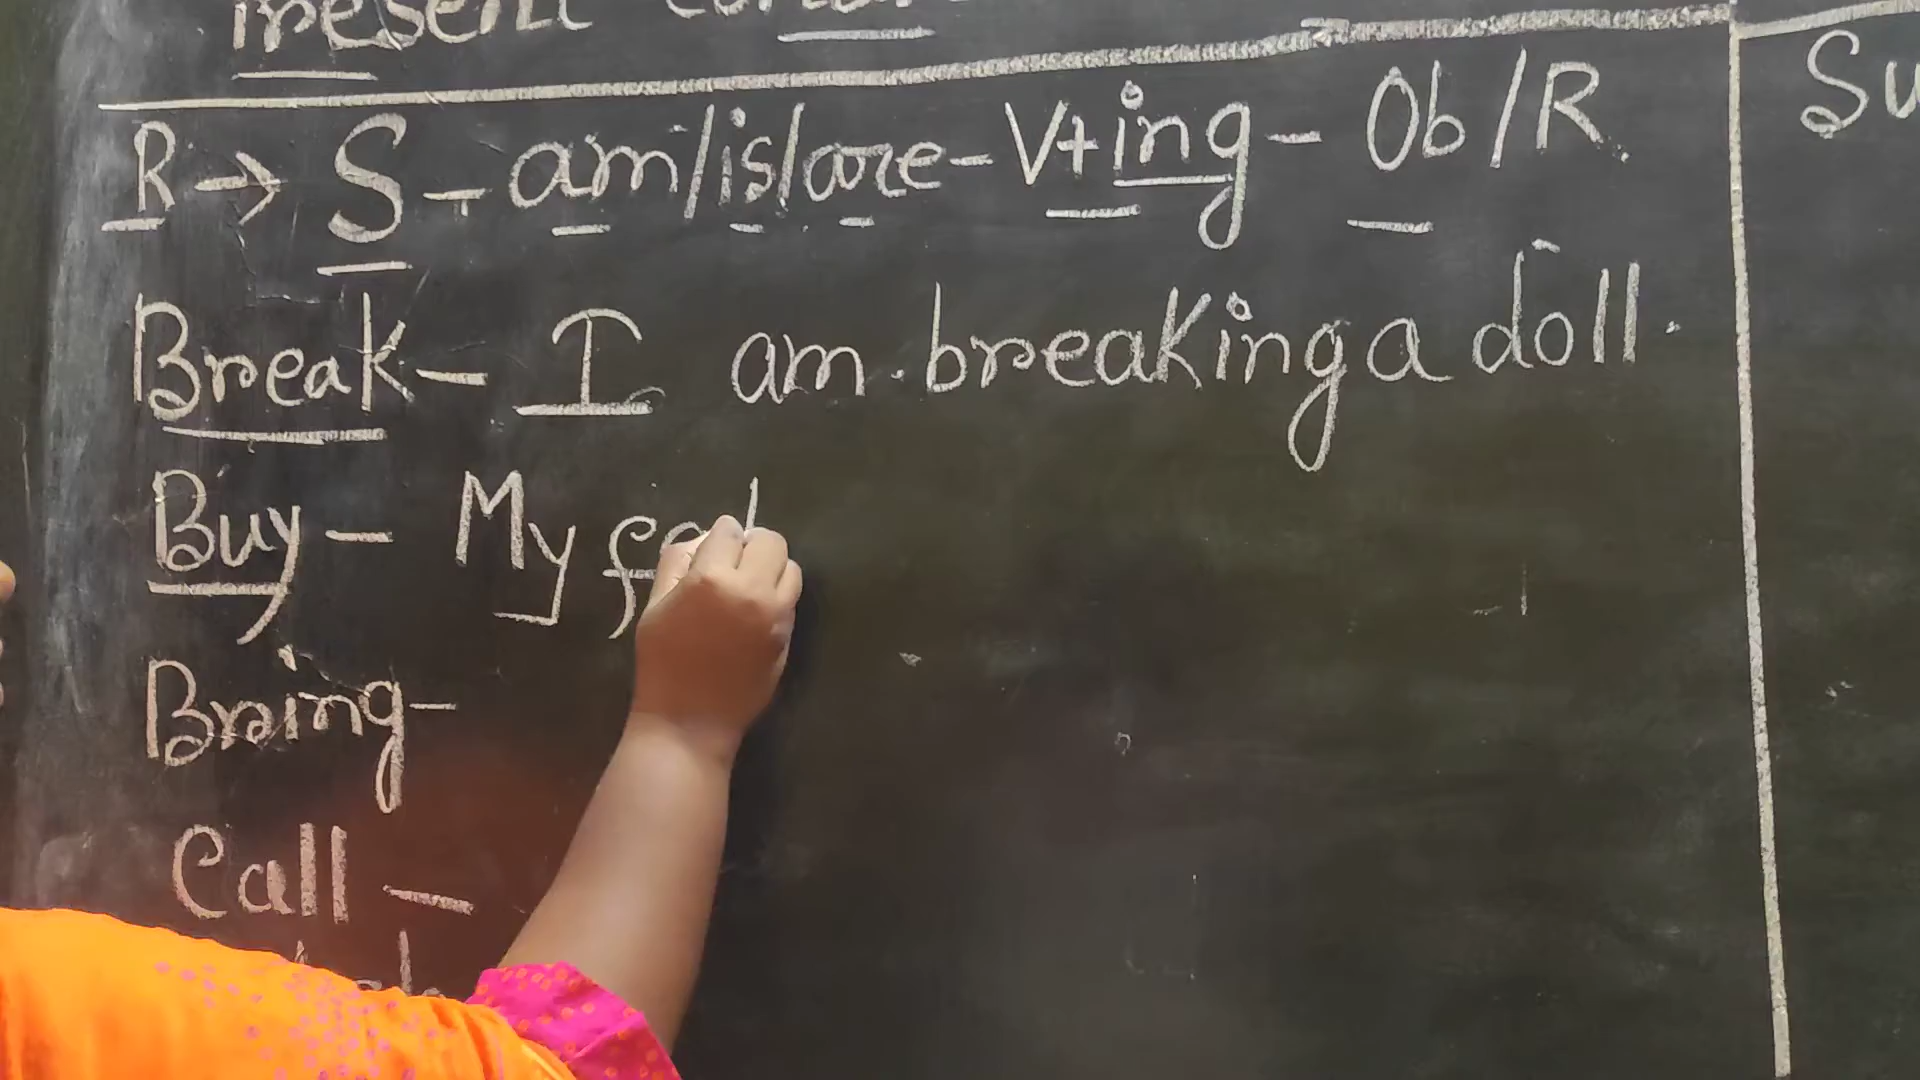 Present
R → S - am/is/are - V+ing - Ob/R
Su
Break - I am breaking a doll.
Buy - My
Bring -
Call -